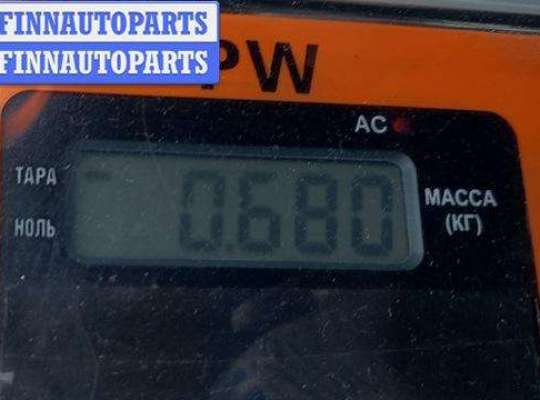 FINNAUTOPARTS
FINNAUTOPARTS
PW
AC
ТАРА
0.680
МАССА
НОЛЬ
(КГ)